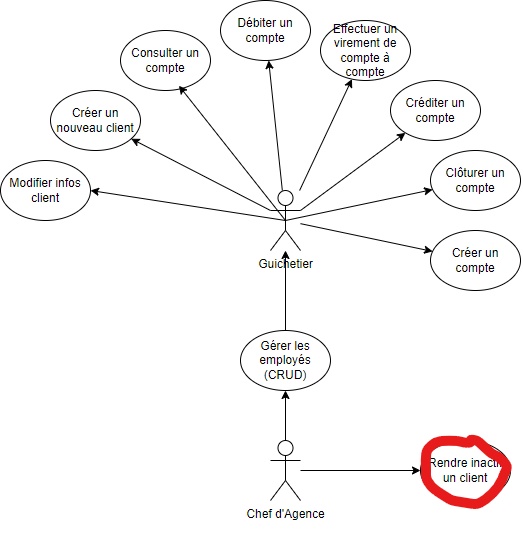 Débiter un
compte
Effectuer un
virement de
compte à
compte
Consulter un
compte
Créer un
nouveau client
Créditer un
compte
Modifier infos
client
Clôturer un
compte
Créer un
compte
Guichetier
Gérer les
employés
(CRUD)
Rendre inactif
un client
Chef d'Agence